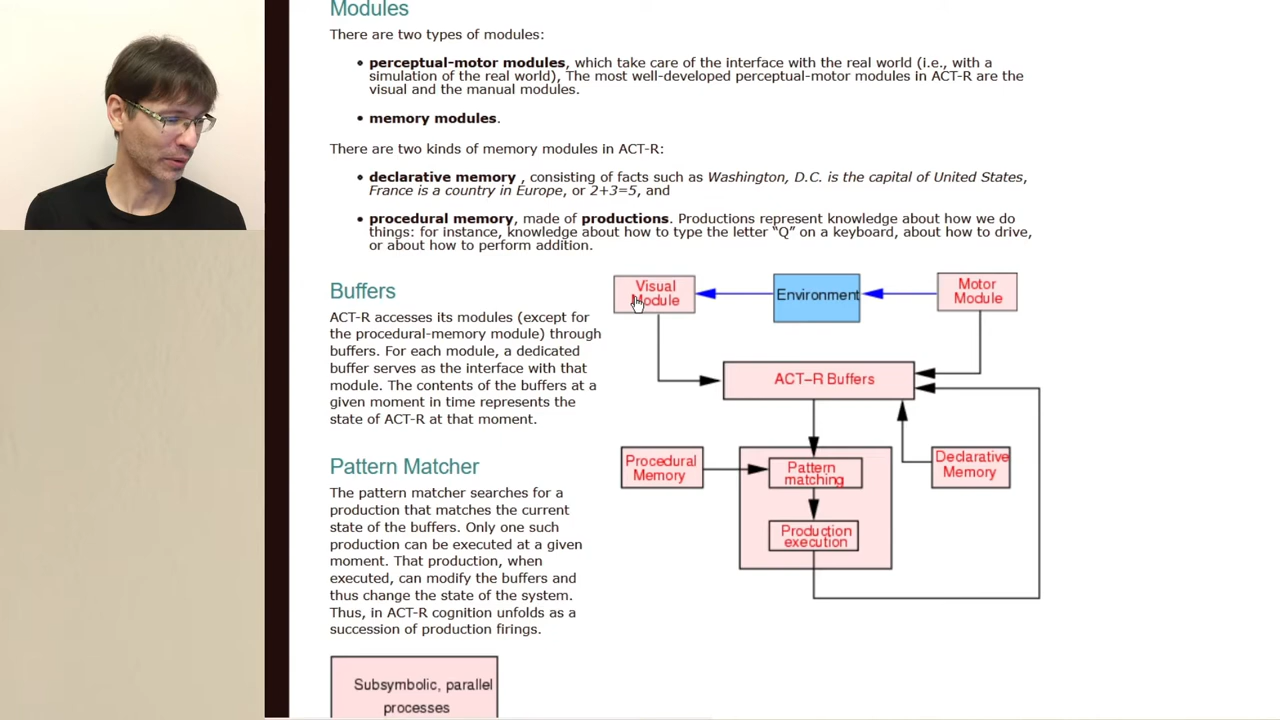 Modules
There are two types of modules:
• perceptual-motor modules, which take care of the interface with the real world (i.e., with a
simulation of the real world), The most well-developed perceptual-motor modules in ACT-R are the
visual and the manual modules.
• memory modules.
There are two kinds of memory modules in ACT-R:
• declarative memory , consisting of facts such as Washington, D.C. is the capital of United States,
France is a country in Europe, or 2+3=5, and
• procedural memory, made of productions. Productions represent knowledge about how we do
things: for instance, knowledge about how to type the letter “Q” on a keyboard, about how to drive,
or about how to perform addition.
Buffers
ACT-R accesses its modules (except for
the procedural-memory module) through
buffers. For each module, a dedicated
buffer serves as the interface with that
module. The contents of the buffers at a
given moment in time represents the
state of ACT-R at that moment.
Pattern Matcher
The pattern matcher searches for a
production that matches the current
state of the buffers. Only one such
production can be executed at a given
moment. That production, when
executed, can modify the buffers and
thus change the state of the system.
Thus, in ACT-R cognition unfolds as a
succession of production firings.
Visual
Module
Environment
Motor
Module
ACT–R Buffers
Procedural
Memory
Pattern
matching
Declarative
Memory
Production
execution
Subsymbolic, parallel
processes